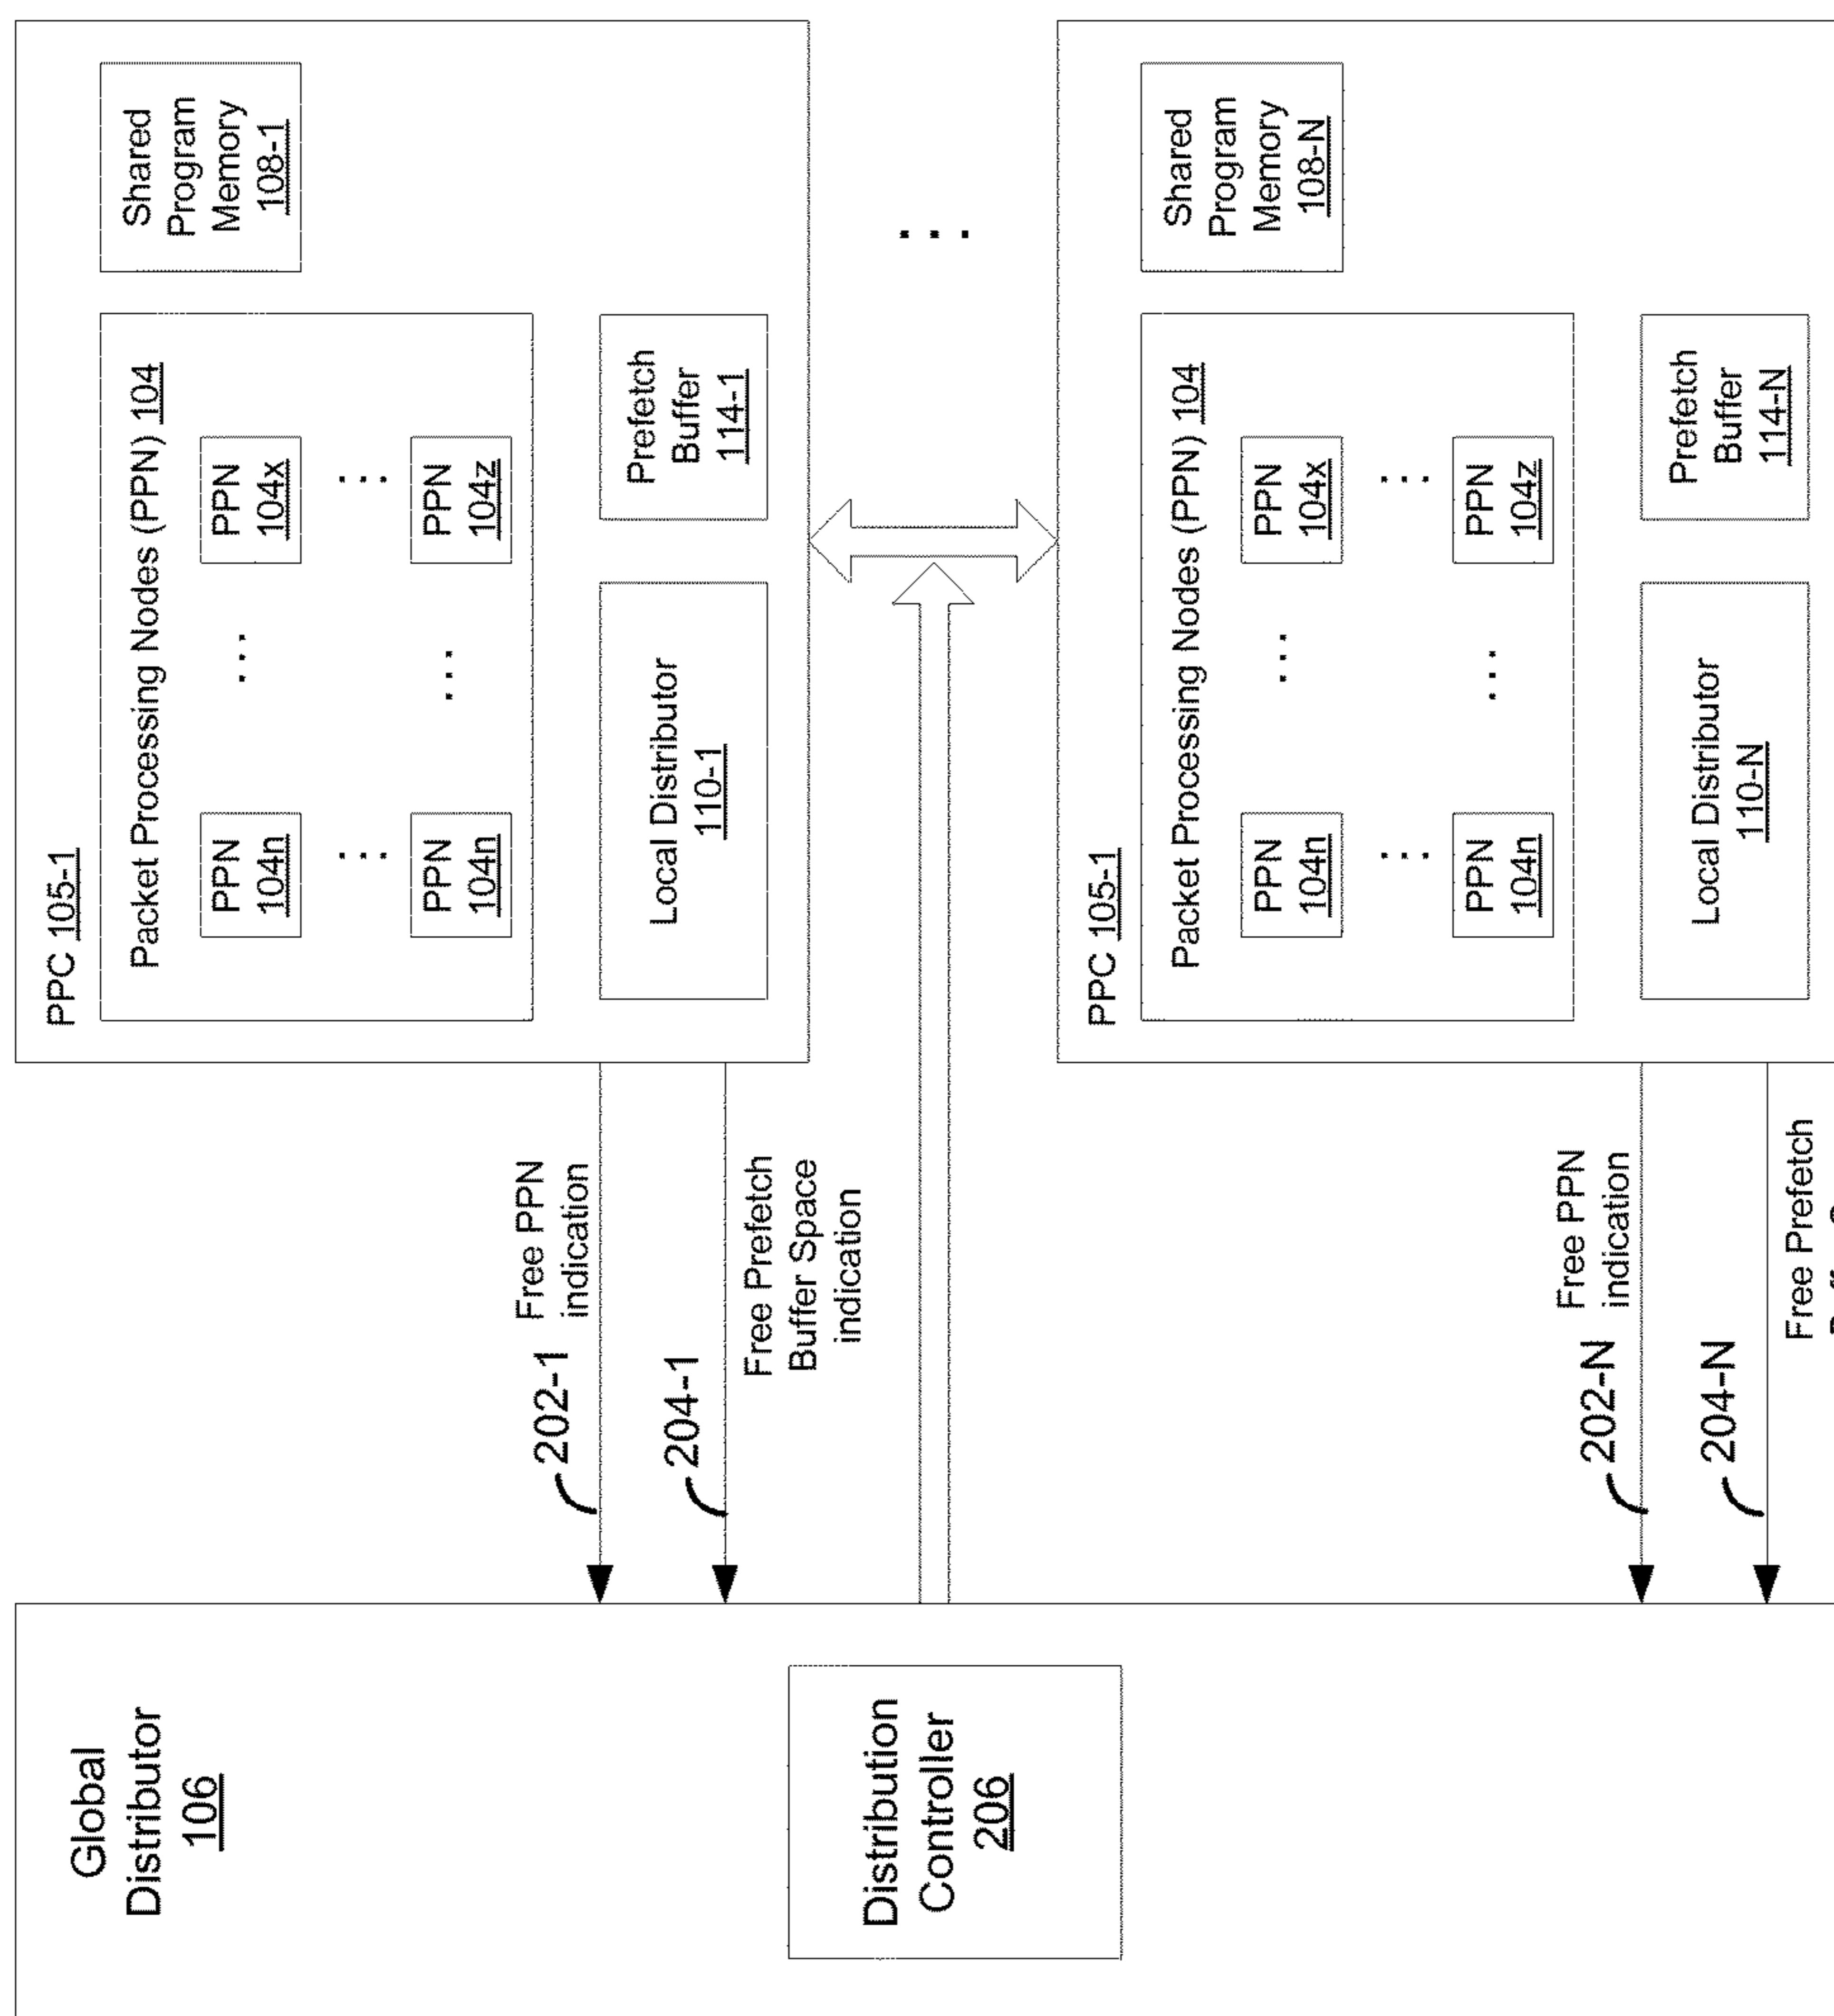 Global
Distributor
106
Distribution
Controller
206
202-1
Free PPN
indication
204-1
Free Prefetch
Buffer Space
indication
202-N
Free PPN
indication
204-N
Free Prefetch
PPC 105-1
Packet Processing Nodes (PPN) 104
PPN
104n
...
PPN
104x
...
...
PPN
104n
...
PPN
104z
Local Distributor
110-1
Prefetch
Buffer
114-1
Shared
Program
Memory
108-1
...
PPC 105-1
Packet Processing Nodes (PPN) 104
PPN
104n
...
PPN
104x
...
...
PPN
104n
...
PPN
104z
Local Distributor
110-N
Prefetch
Buffer
114-N
Shared
Program
Memory
108-N